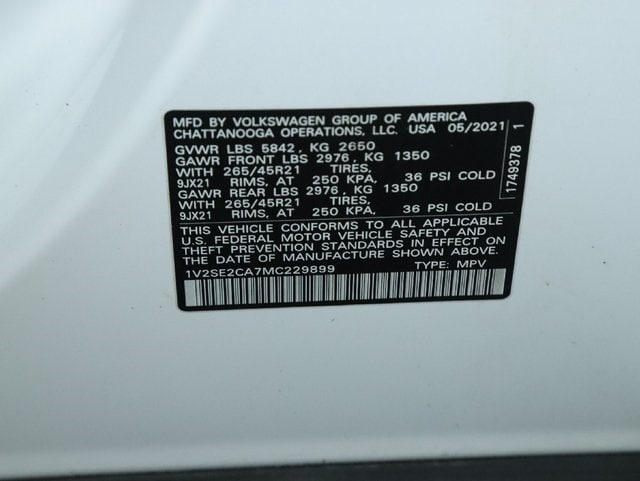 MFD BY VOLKSWAGEN GROUP OF AMERICA
CHATTANOOGA OPERATIONS, LLC. USA 05/2021
GVWR LBS 5842, KG 2650
GAWR FRONT LBS 2976, KG 1350
WITH 265/45R21 TIRES,
9JX21 RIMS, AT 250 KPA, 36 PSI COLD
GAWR REAR LBS 2976, KG 1350
WITH 265/45R21 TIRES,
9JX21 RIMS, AT 250 KPA, 36 PSI COLD
THIS VEHICLE CONFORMS TO ALL APPLICABLE
U.S. FEDERAL MOTOR VEHICLE SAFETY AND
THEFT PREVENTION STANDARDS IN EFFECT ON
THE DATE OF MANUFACTURE SHOWN ABOVE.
1V2SE2CA7MC229899 TYPE: MPV
1749378 1